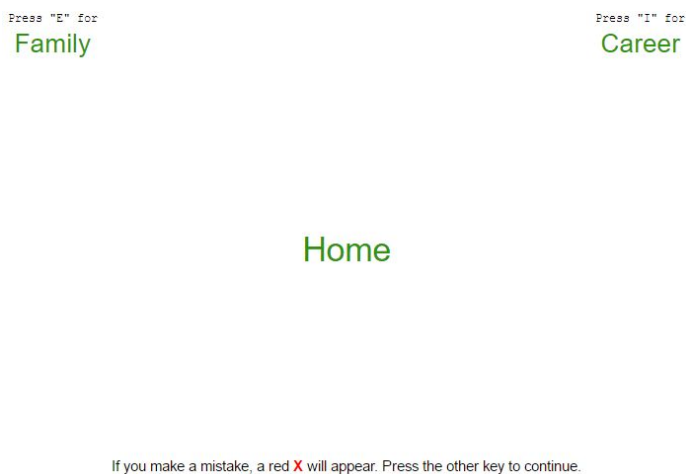 Press "E" for
Family
Press "I" for
Career
Home
If you make a mistake, a red X will appear. Press the other key to continue.